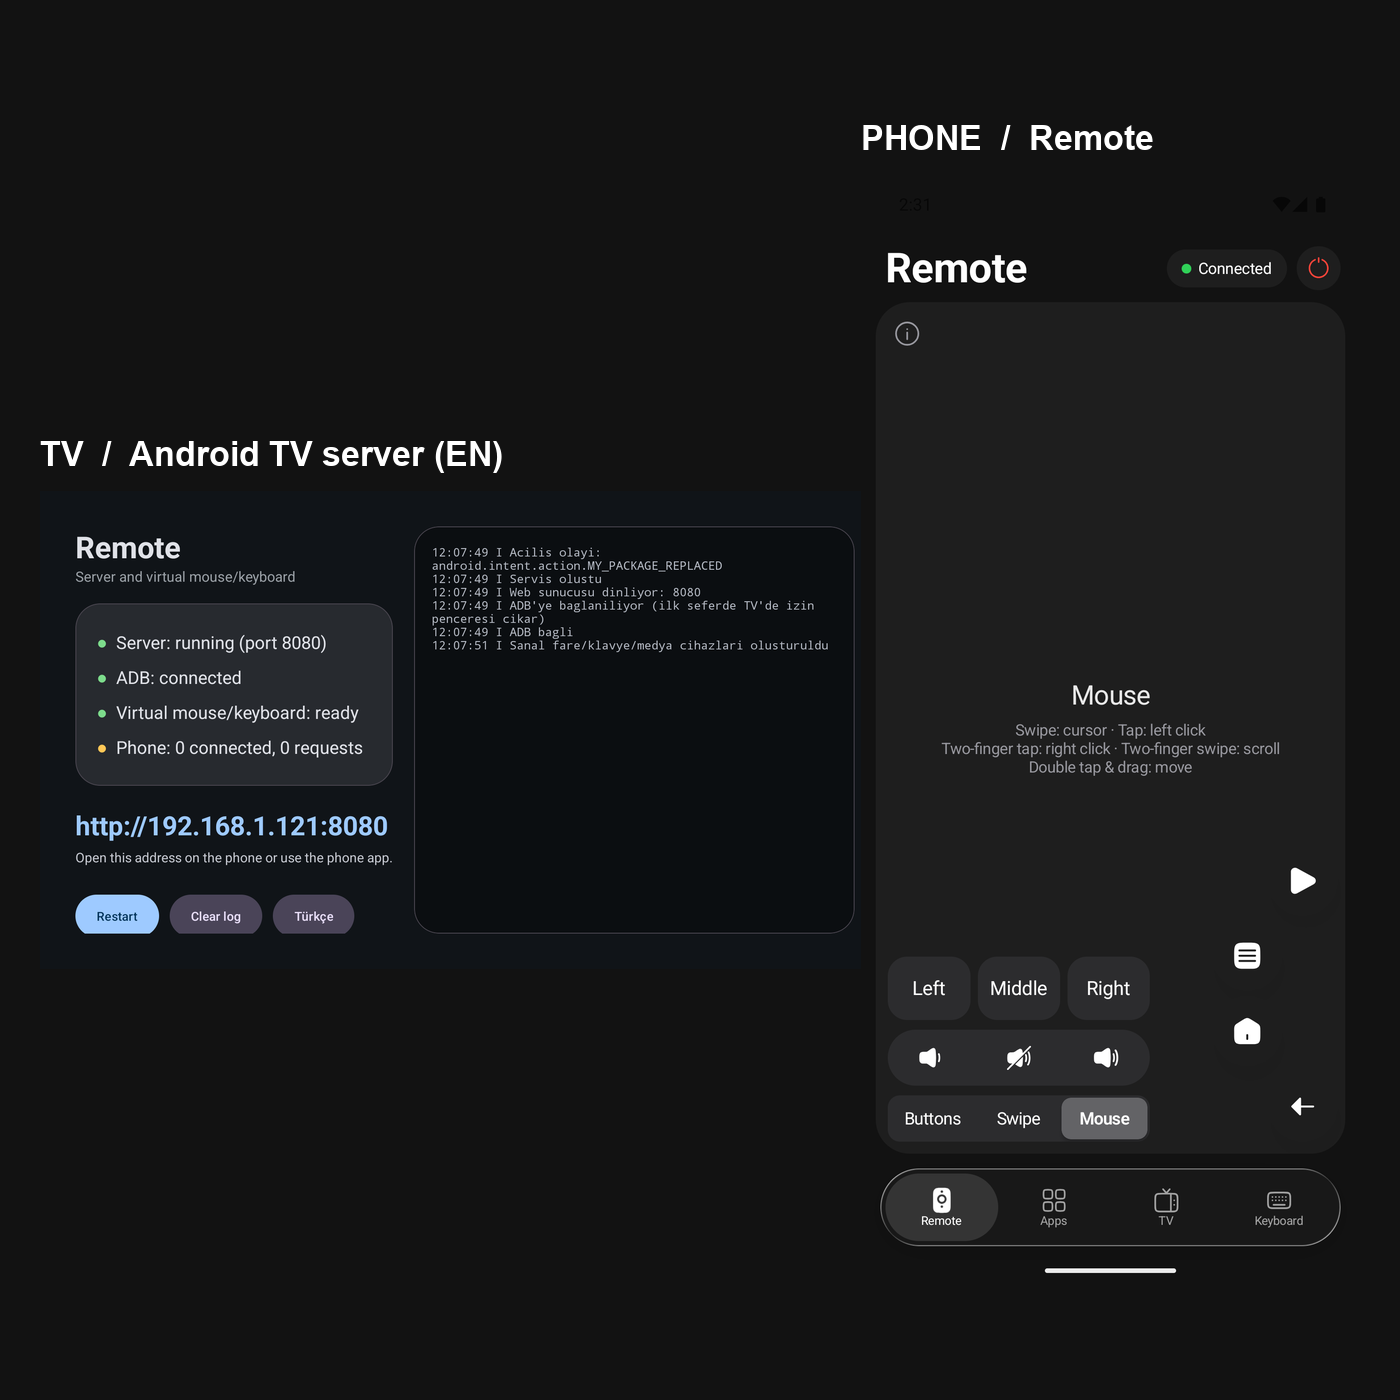 PHONE / Remote
2:31
Remote
Connected
Mouse
Swipe: cursor · Tap: left click
Two-finger tap: right click · Two-finger swipe: scroll
Double tap & drag: move
Left
Middle
Right
Buttons
Swipe
Mouse
Remote
Apps
TV
Keyboard
TV / Android TV server (EN)
Remote
Server and virtual mouse/keyboard
Server: running (port 8080)
ADB: connected
Virtual mouse/keyboard: ready
Phone: 0 connected, 0 requests
http://192.168.1.121:8080
Open this address on the phone or use the phone app.
Restart
Clear log
Türkçe
12:07:49 I Acilis olayi:
android.intent.action.MY_PACKAGE_REPLACED
12:07:49 I Servis olustu
12:07:49 I Web sunucusu dinliyor: 8080
12:07:49 I ADB'ye baglaniliyor (ilk seferde TV'de izin
penceresi cikar)
12:07:49 I ADB bagli
12:07:51 I Sanal fare/klavye/medya cihazlari olusturuldu